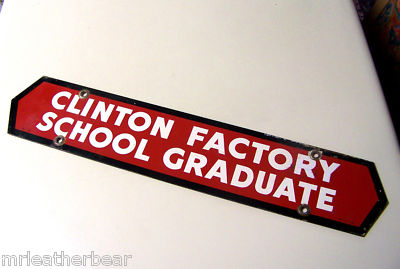 CLINTON FACTORY
SCHOOL GRADUATE
mrleatherbear